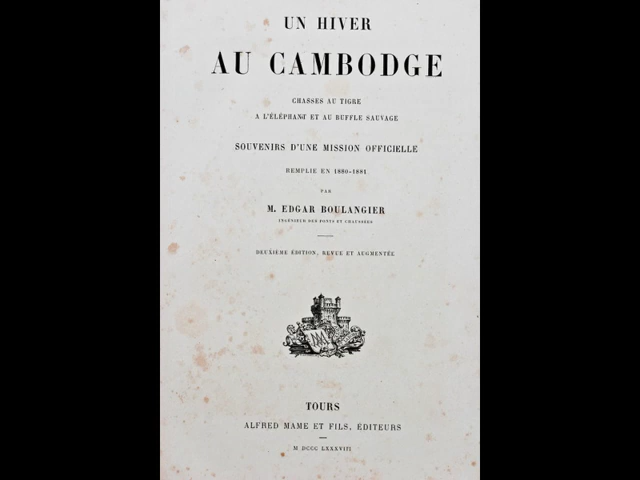 UN HIVER
AU CAMBODGE
CHASSES AU TIGRE
A L'ÉLÉPHANT ET AU BUFFLE SAUVAGE
SOUVENIRS D'UNE MISSION OFFICIELLE
REMPLIE EN 1880-1881
PAR
M. EDGAR BOULANGIER
INGÉNIEUR DES PONTS ET CHAUSSÉES
DEUXIÈME ÉDITION, REVUE ET AUGMENTÉE
TOURS
ALFRED MAME ET FILS, ÉDITEURS
M DCCC LXXXVIII